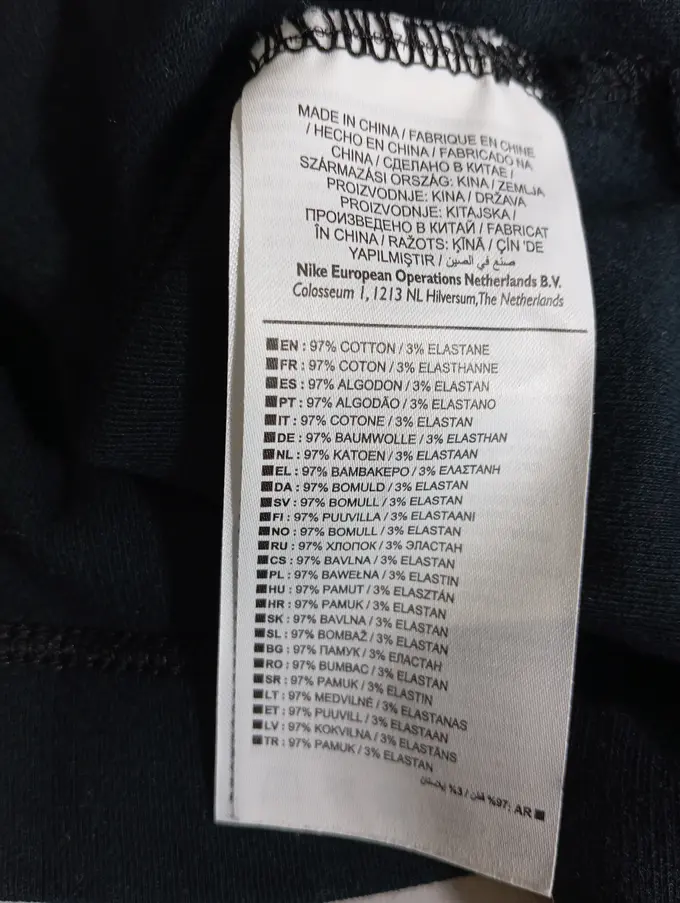 MADE IN CHINA / FABRIQUE EN CHINE
/ HECHO EN CHINA / FABRICADO NA
CHINA / СДЕЛАНО В КИТАЕ /
SZÁRMAZÁSI ORSZÁG: KINA / ZEMLJA
PROIZVODNJE: KINA / DRŽAVA
PROIZVODNJE: KITAJSKA /
ПРОИЗВЕДЕНО В КИТАЙ / FABRICAT
ÎN CHINA / RAŽOTS: ĶĪNĀ / ÇİN 'DE
YAPILMIŞTIR / صنع في الصين
Nike European Operations Netherlands B.V.
Colosseum 1, 1213 NL Hilversum, The Netherlands
EN : 97% COTTON / 3% ELASTANE
FR : 97% COTON / 3% ELASTHANNE
ES : 97% ALGODON / 3% ELASTAN
PT : 97% ALGODÃO / 3% ELASTANO
IT : 97% COTONE / 3% ELASTAN
DE : 97% BAUMWOLLE / 3% ELASTHAN
NL : 97% KATOEN / 3% ELASTAAN
EL : 97% ΒΑΜΒΑΚΕΡΟ / 3% ΕΛΑΣΤΑΝΗ
DA : 97% BOMULD / 3% ELASTAN
SV : 97% BOMULL / 3% ELASTAN
FI : 97% PUUVILLA / 3% ELASTAANI
NO : 97% BOMULL / 3% ELASTAN
RU : 97% ХЛОПОК / 3% ЭЛАСТАН
CS : 97% BAVLNA / 3% ELASTAN
PL : 97% BAWEŁNA / 3% ELASTIN
HU : 97% PAMUT / 3% ELASZTÁN
HR : 97% PAMUK / 3% ELASTAN
SK : 97% BAVLNA / 3% ELASTAN
SL : 97% BOMBAŽ / 3% ELASTAN
BG : 97% ПАМУК / 3% ЕЛАСТАН
RO : 97% BUMBAC / 3% ELASTAN
SR : 97% PAMUK / 3% ELASTIN
LT : 97% MEDVILNĖ / 3% ELASTANAS
ET : 97% PUUVILL / 3% ELASTAAN
LV : 97% KOKVILNA / 3% ELASTĀNS
TR : 97% PAMUK / 3% ELASTAN
AR :97% قطن / 3%